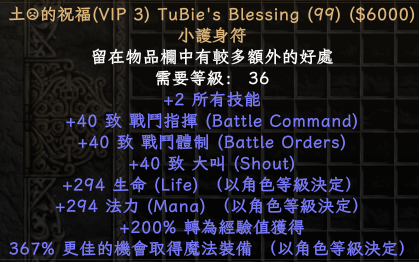 土☹的祝福(VIP 3) TuBie's Blessing (99) ($6000)
小護身符
留在物品欄中有較多額外的好處
需要等級： 36
+2 所有技能
+40 致 戰鬥指揮 (Battle Command)
+40 致 戰鬥體制 (Battle Orders)
+40 致 大叫 (Shout)
+294 生命 (Life) （以角色等級決定）
+294 法力 (Mana) （以角色等級決定）
+200% 轉為經驗值獲得
367% 更佳的機會取得魔法裝備 （以角色等級決定）